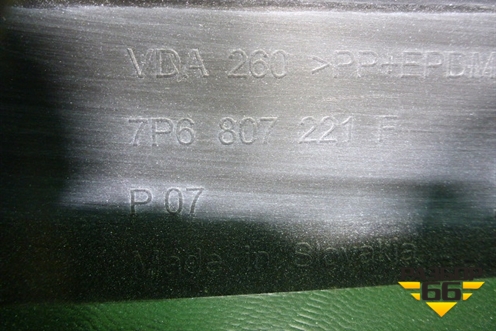 VDA 260 >PP+EPDM
7P6 807 221 F
P 07
Made in Slovakia
66